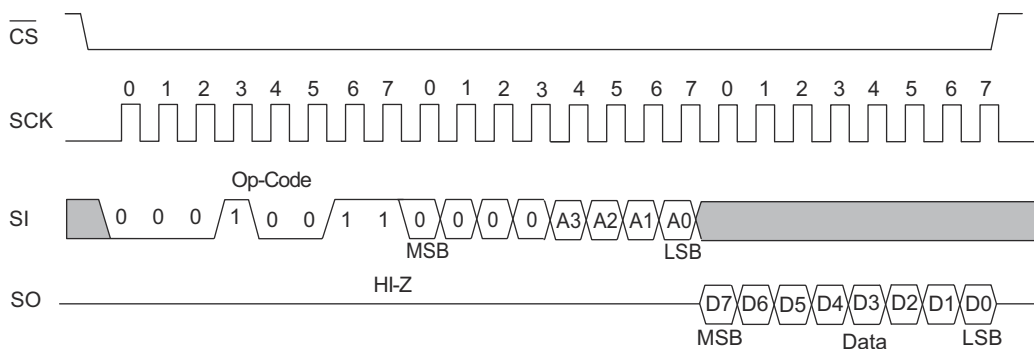 CS
0 1 2 3 4 5 6 7 0 1 2 3 4 5 6 7 0 1 2 3 4 5 6 7
SCK
Op-Code
SI 0 0 0 1 0 0 1 1 0 0 0 0 A3 A2 A1 A0
MSB LSB
HI-Z
SO D7 D6 D5 D4 D3 D2 D1 D0
MSB Data LSB